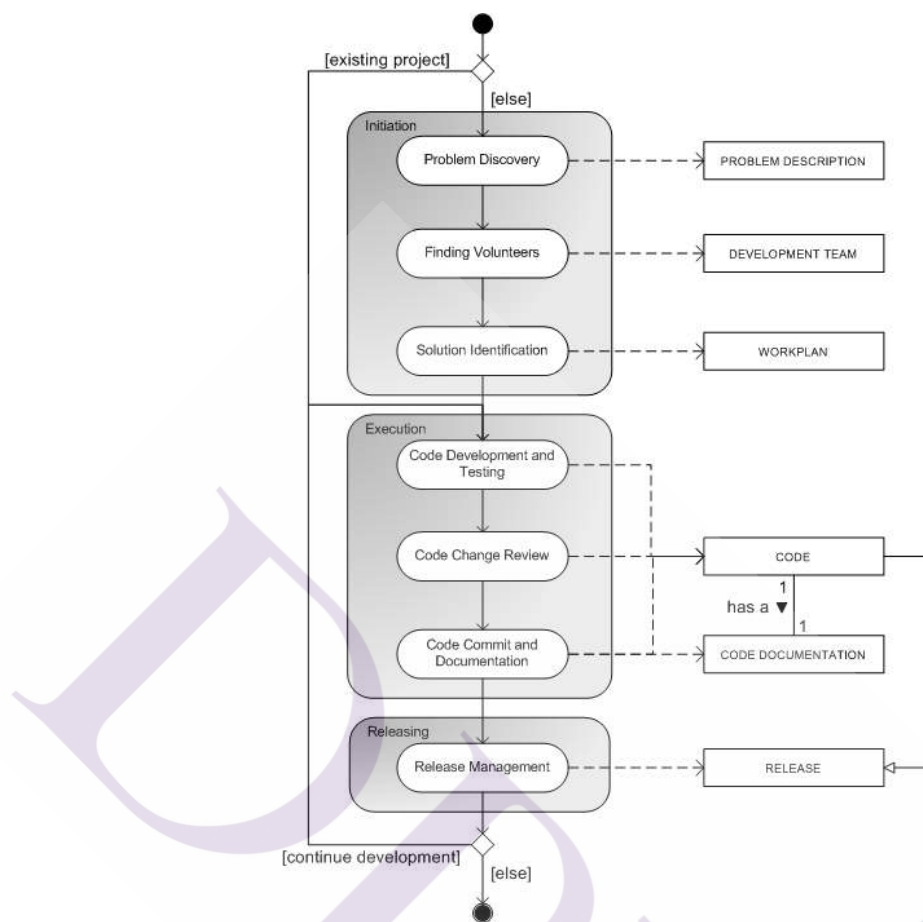 [existing project]
[else]
Initiation
Problem Discovery
PROBLEM DESCRIPTION
Finding Volunteers
DEVELOPMENT TEAM
Solution Identification
WORKPLAN
Execution
Code Development and
Testing
Code Change Review
CODE
1
has a ▼
1
Code Commit and
Documentation
CODE DOCUMENTATION
Releasing
Release Management
RELEASE
[continue development]
[else]